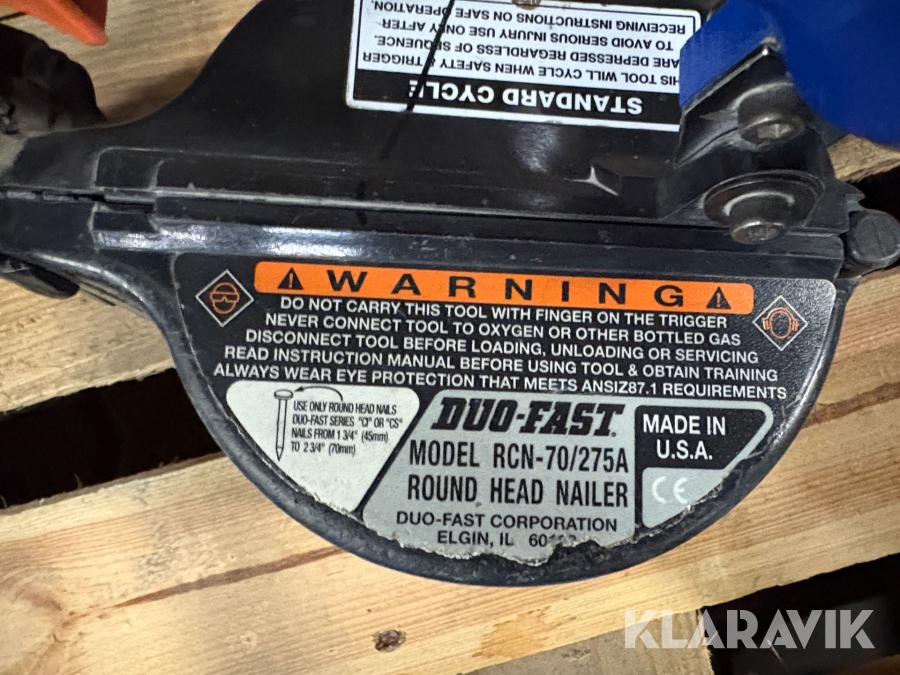 STANDARD CYCLE
THIS TOOL WILL CYCLE WHEN SAFETY & TRIGGER
ARE DEPRESSED REGARDLESS OF SEQUENCE.
TO AVOID SERIOUS INJURY USE ONLY AFTER
RECEIVING INSTRUCTIONS ON SAFE OPERATION.
WARNING
DO NOT CARRY THIS TOOL WITH FINGER ON THE TRIGGER
NEVER CONNECT TOOL TO OXYGEN OR OTHER BOTTLED GAS
DISCONNECT TOOL BEFORE LOADING, UNLOADING OR SERVICING
READ INSTRUCTION MANUAL BEFORE USING TOOL & OBTAIN TRAINING
ALWAYS WEAR EYE PROTECTION THAT MEETS ANSIZ87.1 REQUIREMENTS
USE ONLY ROUND HEAD NAILS
DUO-FAST SERIES "CI" OR "CS"
NAILS FROM 1 3/4" (45mm)
TO 2 3/4" (70mm)
DUO-FAST
MODEL RCN-70/275A
ROUND HEAD NAILER
DUO-FAST CORPORATION
ELGIN, IL
MADE IN
U.S.A.
CE
KLARAVIK